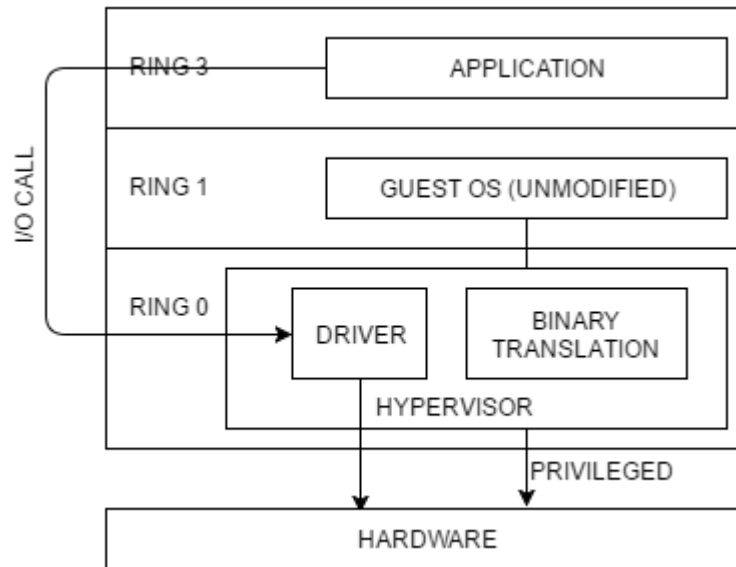 RING 3
APPLICATION
I/O CALL
RING 1
GUEST OS (UNMODIFIED)
RING 0
DRIVER
BINARY
TRANSLATION
HYPERVISOR
PRIVILEGED
HARDWARE